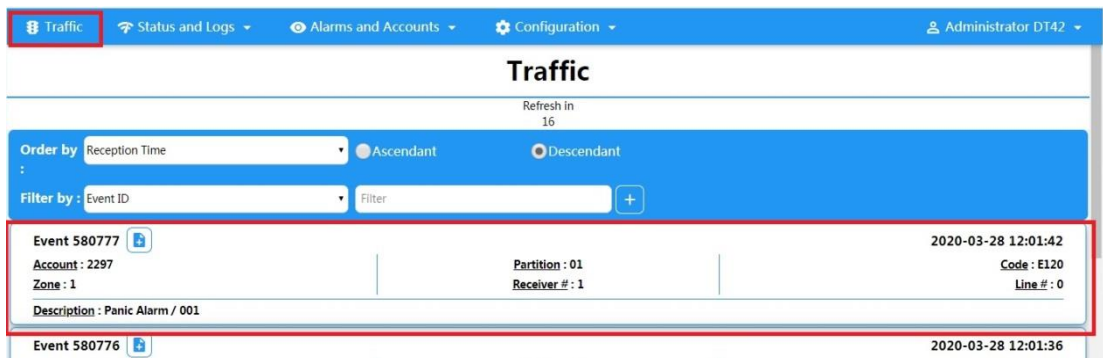 Traffic Status and Logs Alarms and Accounts Configuration Administrator DT42
Traffic
Refresh in
16
Order by Reception Time Ascendant Descendant
:
Filter by : Event ID Filter +
Event 580777 2020-03-28 12:01:42
Account : 2297 Partition : 01 Code : E120
Zone : 1 Receiver # : 1 Line # : 0
Description : Panic Alarm / 001
Event 580776 2020-03-28 12:01:36